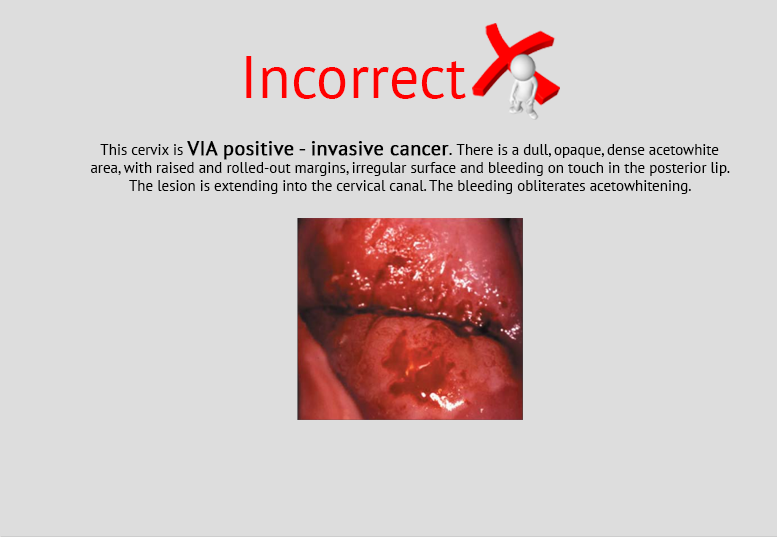 Incorrect
This cervix is VIA positive - invasive cancer. There is a dull, opaque, dense acetowhite
area, with raised and rolled-out margins, irregular surface and bleeding on touch in the posterior lip.
The lesion is extending into the cervical canal. The bleeding obliterates acetowhitening.